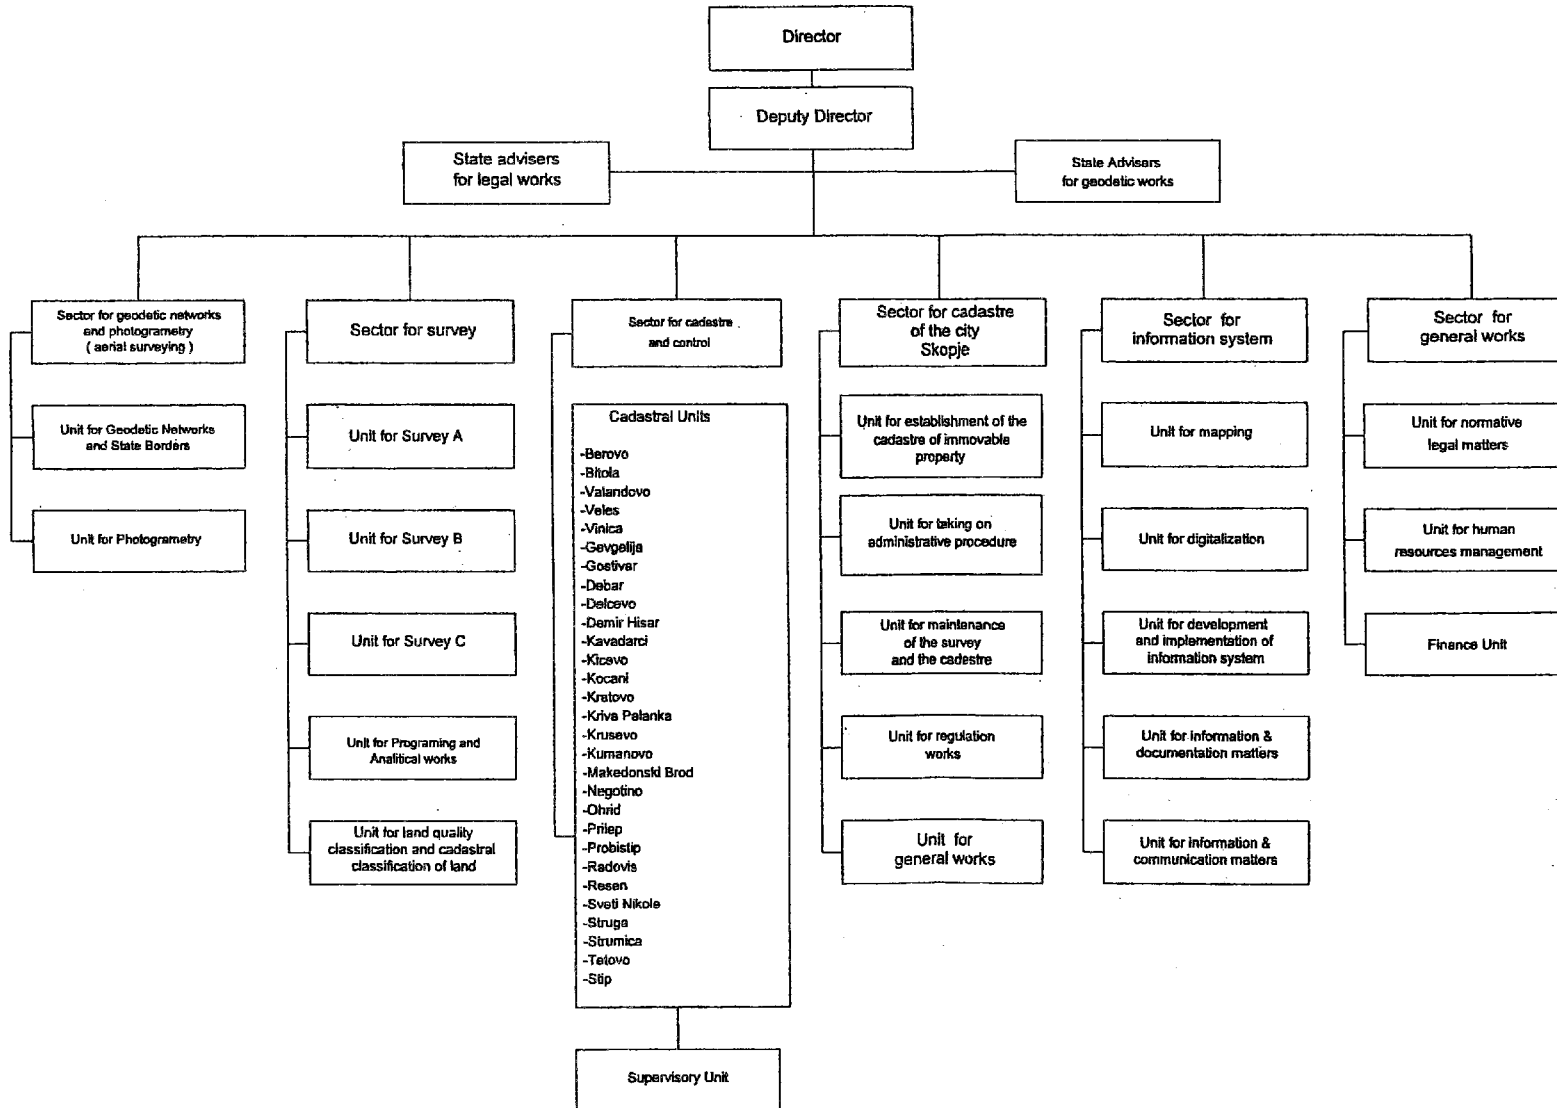 Director
Deputy Director
State advisers
for legal works
State Advisers
for geodetic works
Sector for geodetic networks
and photogrametry
( aerial surveying )
Unit for Geodetic Networks
and State Borders
Unit for Photogrametry
Sector for survey
Unit for Survey A
Unit for Survey B
Unit for Survey C
Unit for Programing and
Analitical works
Unit for land quality
classification and cadastral
classification of land
Sector for cadastre
and control
Cadastral Units
-Berovo
-Bitola
-Valandovo
-Veles
-Vinica
-Gevgelija
-Gostivar
-Debar
-Delcevo
-Demir Hisar
-Kavadarci
-Kicevo
-Kocani
-Kratovo
-Kriva Palanka
-Krusevo
-Kumanovo
-Makedonski Brod
-Negotino
-Ohrid
-Prilep
-Probistip
-Radovis
-Resen
-Sveti Nikole
-Struga
-Strumica
-Tetovo
-Stip
Supervisory Unit
Sector for cadastre
of the city
Skopje
Unit for establishment of the
cadastre of immovable
property
Unit for taking on
administrative procedure
Unit for maintenance
of the survey
and the cadastre
Unit for regulation
works
Unit for
general works
Sector for
information system
Unit for mapping
Unit for digitalization
Unit for development
and implementation of
information system
Unit for information &
documentation matters
Unit for information &
communication matters
Sector for
general works
Unit for normative
legal matters
Unit for human
resources management
Finance Unit